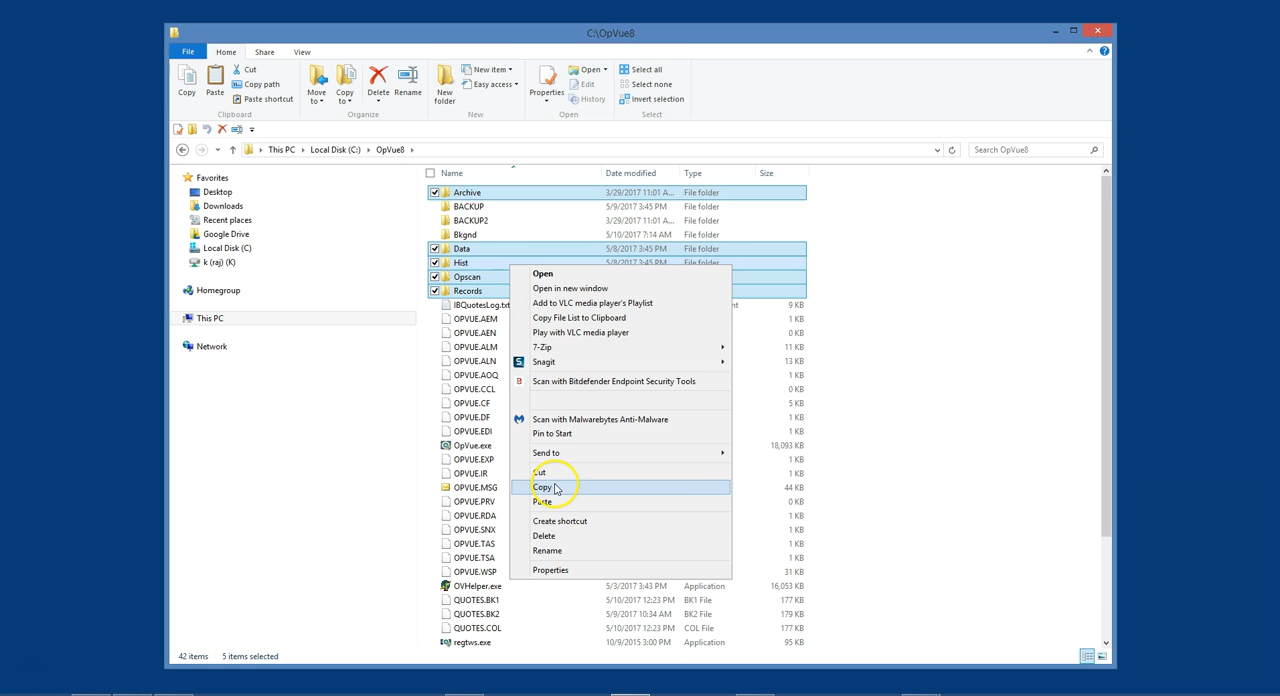 C:\OpVue8
File Home Share View
Copy Paste Cut Copy path Paste shortcut Move to Copy to Delete Rename New folder New item Easy access Properties Open Edit History Select all Select none Invert selection
Clipboard Organize New Open Select
This PC Local Disk (C:) OpVue8 Search OpVue8
Favorites
Desktop
Downloads
Recent places
Google Drive
Local Disk (C)
k (raj) (K)
Homegroup
This PC
Network
Name Date modified Type Size
Archive 3/29/2017 11:01 A... File folder
BACKUP 5/9/2017 3:45 PM File folder
BACKUP2 3/29/2017 11:01 A... File folder
Bkgnd 5/10/2017 7:14 AM File folder
Data 5/8/2017 3:45 PM File folder
Hist 5/8/2017 3:45 PM File folder
Opscan File folder
Records File folder
IBQuotesLog.txt nt 9 KB
OPVUE.AEM 1 KB
OPVUE.AEN 0 KB
OPVUE.ALM 11 KB
OPVUE.ALN 13 KB
OPVUE.AOQ 1 KB
OPVUE.CCL 0 KB
OPVUE.CF 5 KB
OPVUE.DF 1 KB
OPVUE.EDI 1 KB
OpVue.exe 18,093 KB
OPVUE.EXP 1 KB
OPVUE.IR 1 KB
OPVUE.MSG 44 KB
OPVUE.PRV 1 KB
OPVUE.RDA 1 KB
OPVUE.SNX 1 KB
OPVUE.TAS 1 KB
OPVUE.TSA 1 KB
OPVUE.WSP 31 KB
OVHelper.exe 5/3/2017 3:43 PM Application 16,053 KB
QUOTES.BK1 5/10/2017 12:23 PM BK1 File 177 KB
QUOTES.BK2 5/9/2017 10:34 AM BK2 File 179 KB
QUOTES.COL 5/10/2017 12:23 PM COL File 177 KB
regtws.exe 10/9/2015 3:00 PM Application 95 KB
Open
Open in new window
Add to VLC media player's Playlist
Copy File List to Clipboard
Play with VLC media player
7-Zip
S Snagit
B Scan with Bitdefender Endpoint Security Tools
Scan with Malwarebytes Anti-Malware
Pin to Start
Send to
Cut
Copy
Paste
Create shortcut
Delete
Rename
Properties
42 items 5 items selected